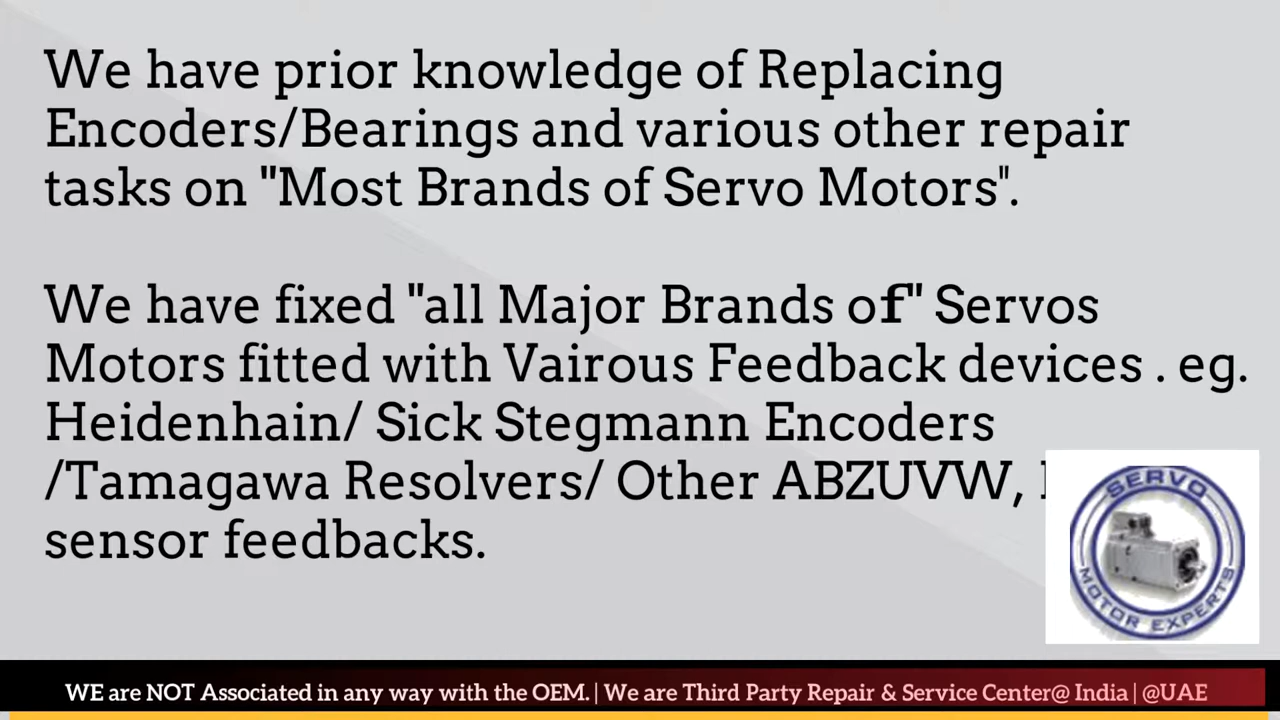 We have prior knowledge of Replacing
Encoders/Bearings and various other repair
tasks on "Most Brands of Servo Motors".
We have fixed "all Major Brands of" Servos
Motors fitted with Vairous Feedback devices . eg.
Heidenhain/ Sick Stegmann Encoders
/Tamagawa Resolvers/ Other ABZUVW,
sensor feedbacks.
SERVO
MOTOR EXPERTS
WE are NOT Associated in any way with the OEM. | We are Third Party Repair & Service Center@ India | @UAE